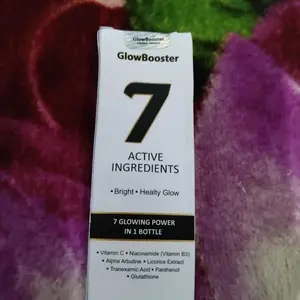 GlowBooster
GlowBooster
7
ACTIVE
INGREDIENTS
•Bright •Healty Glow
7 GLOWING POWER
IN 1 BOTTLE
• Vitamin C • Niacinamide (Vitamin B3)
• Alpha Arbutine • Licorice Extract
• Tranexamic Acid • Panthenol
• Glutathione